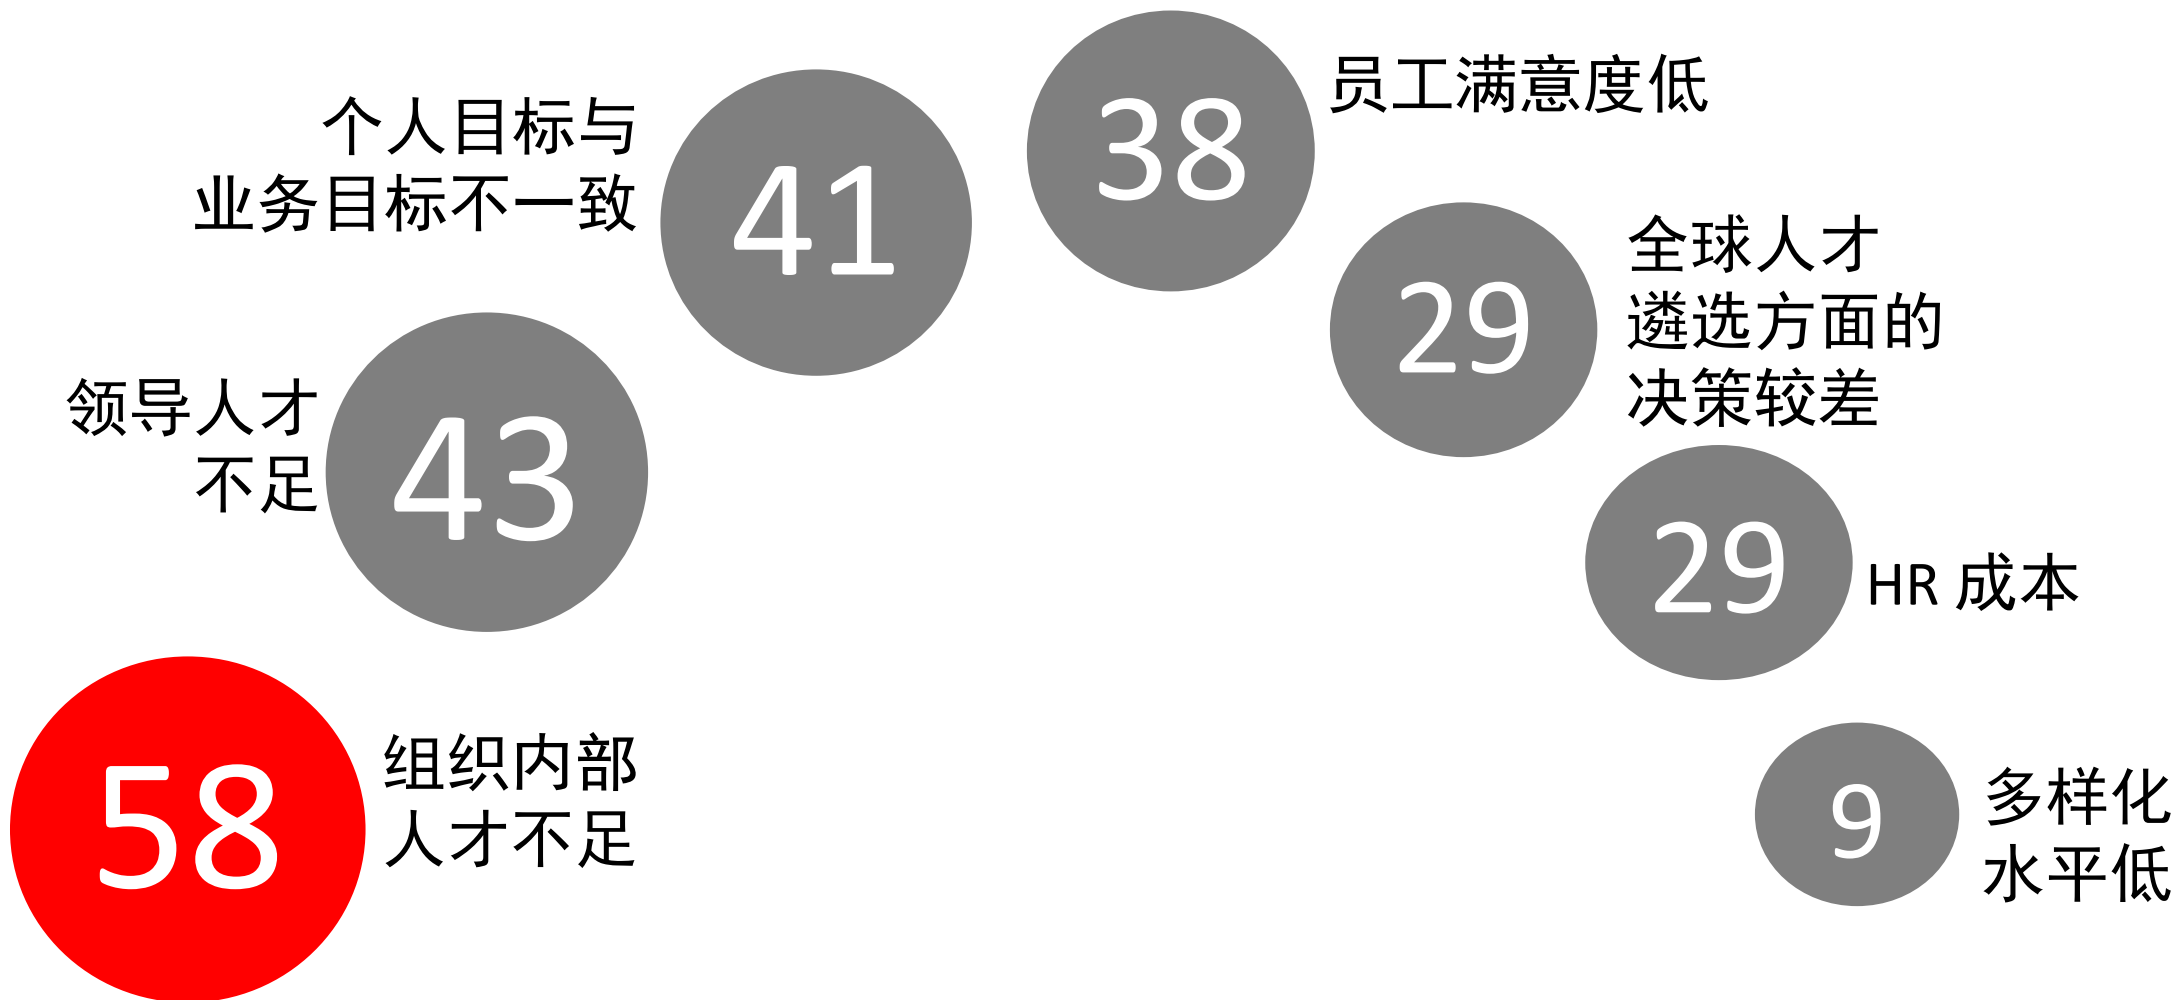 58
组织内部
人才不足
43
领导人才
不足
41
个人目标与
业务目标不一致
38
员工满意度低
29
全球人才
遴选方面的
决策较差
29
HR 成本
9
多样化
水平低